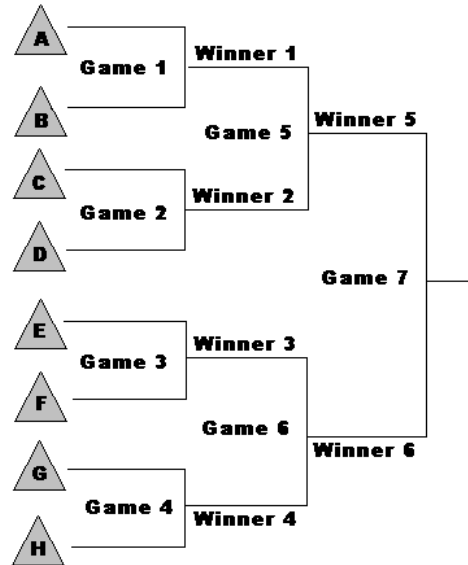 A
Game 1
Winner 1
B
Game 5
Winner 5
C
Game 2
Winner 2
D
Game 7
E
Game 3
Winner 3
F
Game 6
Winner 6
G
Game 4
Winner 4
H